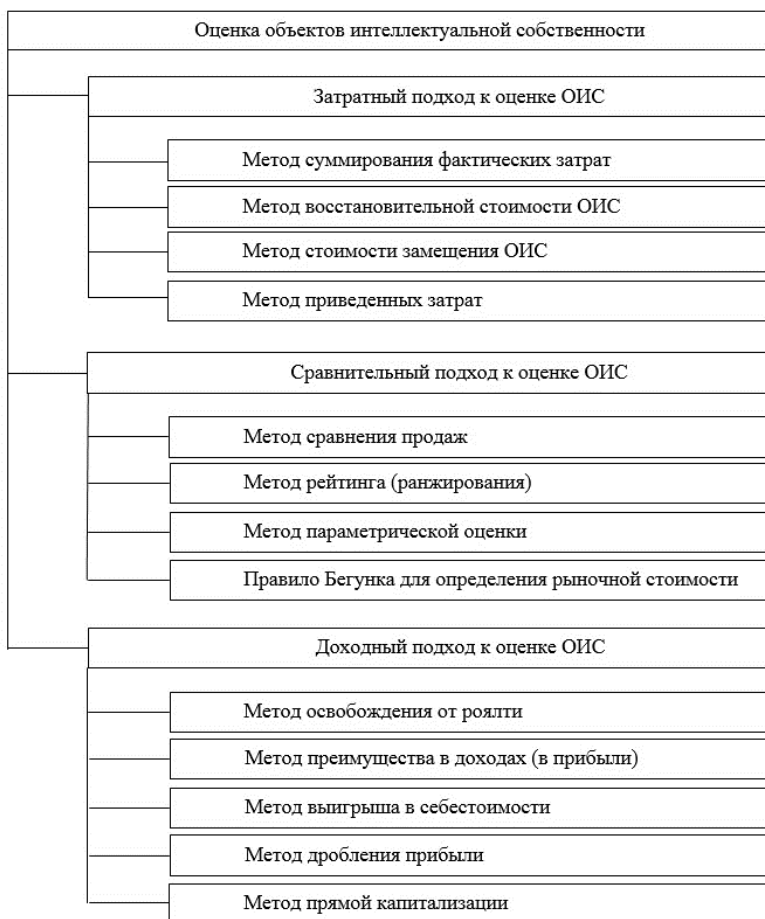 Оценка объектов интеллектуальной собственности
Затратный подход к оценке ОИС
Метод суммирования фактических затрат
Метод восстановительной стоимости ОИС
Метод стоимости замещения ОИС
Метод приведенных затрат
Сравнительный подход к оценке ОИС
Метод сравнения продаж
Метод рейтинга (ранжирования)
Метод параметрической оценки
Правило Бегунка для определения рыночной стоимости
Доходный подход к оценке ОИС
Метод освобождения от роялти
Метод преимущества в доходах (в прибыли)
Метод выигрыша в себестоимости
Метод дробления прибыли
Метод прямой капитализации